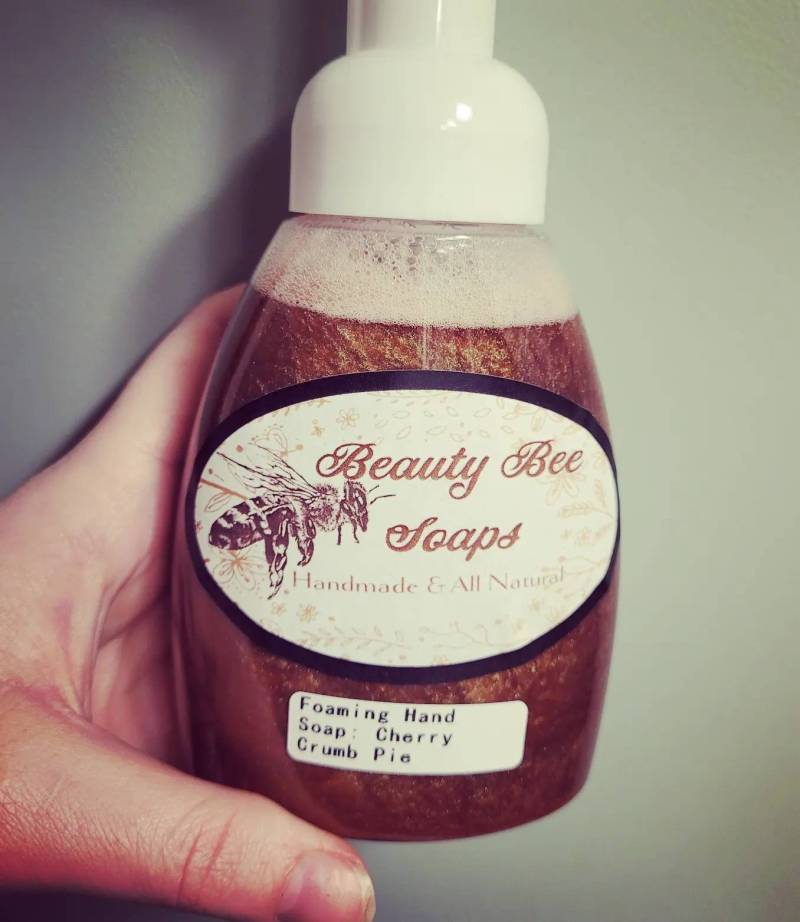 Beauty Bee
Soaps
Handmade & All Natural
Foaming Hand
Soap: Cherry
Crumb Pie